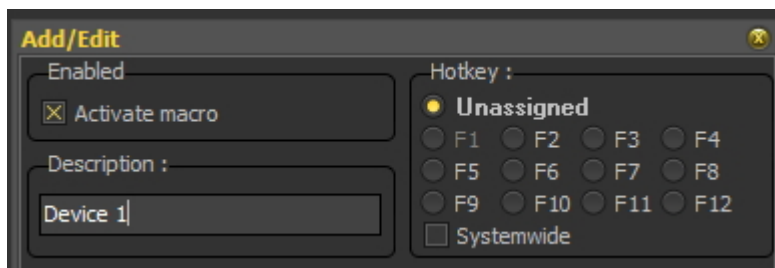 Add/Edit
Enabled
Activate macro
Description :
Device 1
Hotkey :
Unassigned
F1 F2 F3 F4
F5 F6 F7 F8
F9 F10 F11 F12
Systemwide